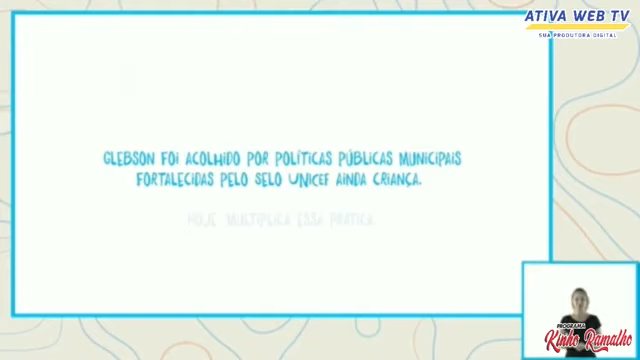 ATIVA WEB TV
SUA PRODUTORA DIGITAL
GLEBSON FOI ACOLHIDO POR POLÍTICAS PÚBLICAS MUNICIPAIS
FORTALECIDAS PELO SELO UNICEF AINDA CRIANÇA.
HOJE MULTIPLICA ESSA PRÁTICA
PROGRAMA
Kinho Ramalho